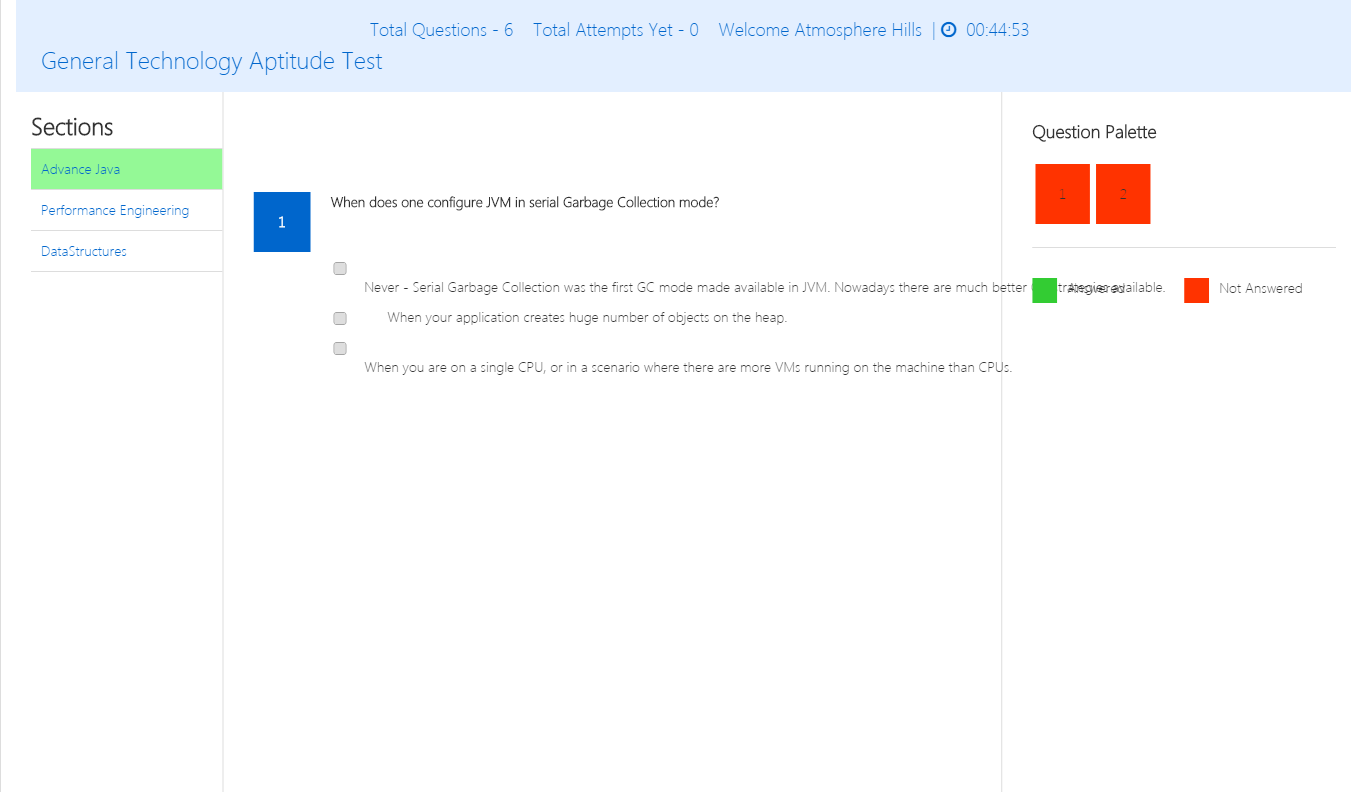 Total Questions - 6 Total Attempts Yet - 0 Welcome Atmosphere Hills | 00:44:53
General Technology Aptitude Test
Sections
Advance Java
Performance Engineering
DataStructures
1
When does one configure JVM in serial Garbage Collection mode?
Never - Serial Garbage Collection was the first GC mode made available in JVM. Nowadays there are much better strategies available.
When your application creates huge number of objects on the heap.
When you are on a single CPU, or in a scenario where there are more VMs running on the machine than CPUs.
Question Palette
1 2
Answered
Not Answered